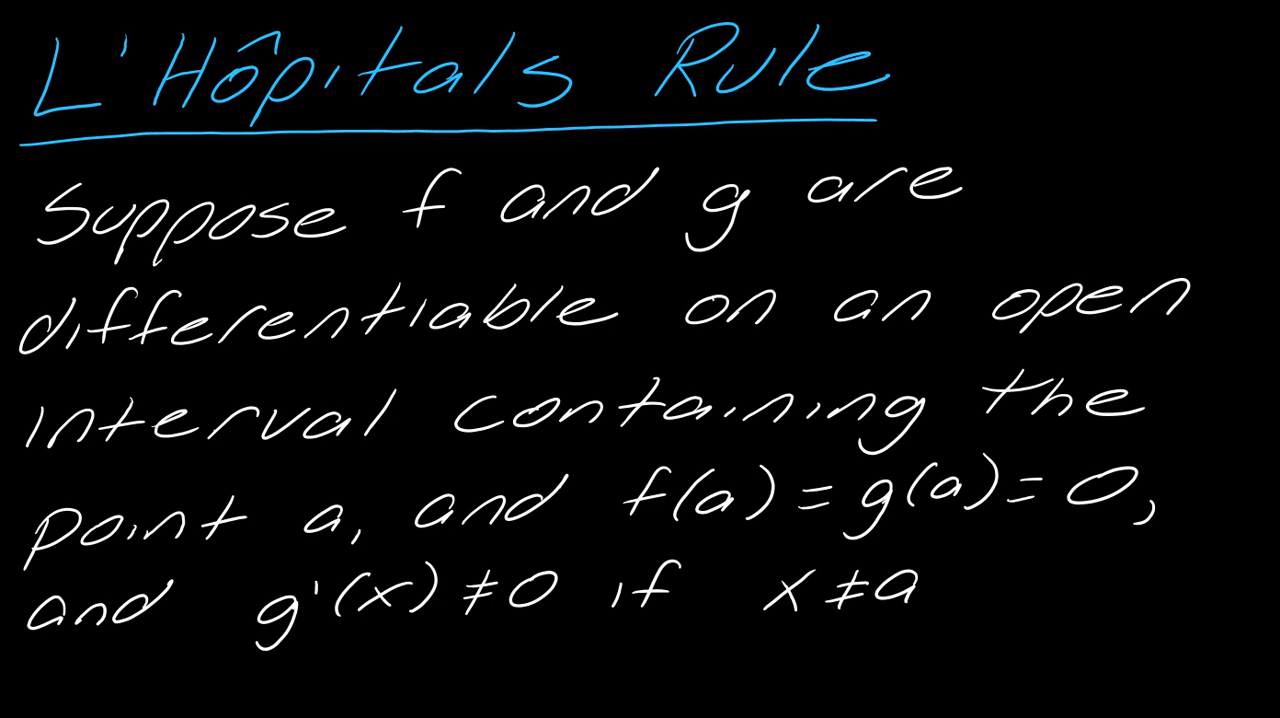 L'Hôpitals Rule
Suppose f and g are
differentiable on an open
interval containing the
point a, and f(a)=g(a)=0,
and g'(x)≠0 if x≠a